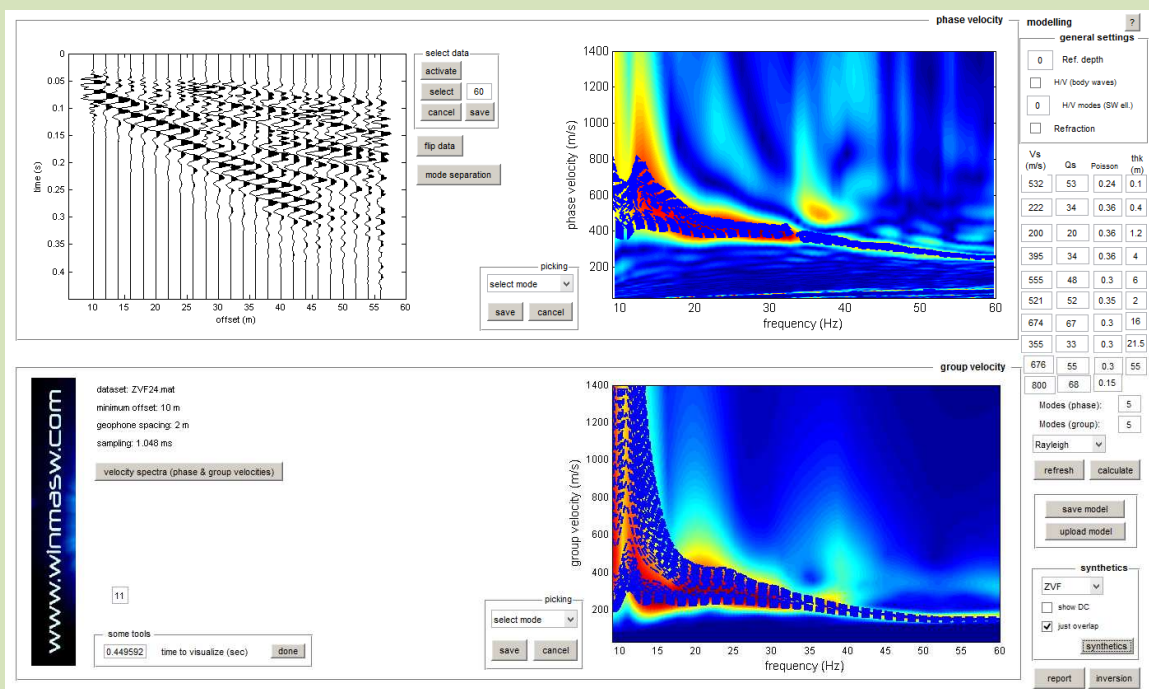 phase velocity
select data
activate
select 60
cancel save
flip data
mode separation
0
0.05
0.1
0.15
0.2
0.25
0.3
0.35
0.4
time (s)
10 15 20 25 30 35 40 45 50 55 60
offset (m)
picking
select mode
save cancel
1400
1200
1000
800
600
400
200
phase velocity (m/s)
10 15 20 25 30 35 40 45 50 55 60
frequency (Hz)
group velocity
www.winmasw.com
dataset: ZVF24.mat
minimum offset: 10 m
geophone spacing: 2 m
sampling: 1.048 ms
velocity spectra (phase & group velocities)
11
some tools
0.449592 time to visualize (sec) done
picking
select mode
save cancel
1400
1200
1000
800
600
400
200
group velocity (m/s)
10 15 20 25 30 35 40 45 50 55 60
frequency (Hz)
modelling ?
general settings
0 Ref. depth
H/V (body waves)
0 H/V modes (SW ell.)
Refraction
Vs (m/s) Qs Poisson thk (m)
532 53 0.24 0.1
222 34 0.36 0.4
200 20 0.36 1.2
395 34 0.36 4
555 48 0.3 6
521 52 0.35 2
674 67 0.3 16
355 33 0.3 21.5
676 55 0.3 55
800 68 0.15
Modes (phase): 5
Modes (group): 5
Rayleigh
refresh calculate
save model
upload model
synthetics
ZVF
show DC
just overlap
synthetics
report inversion